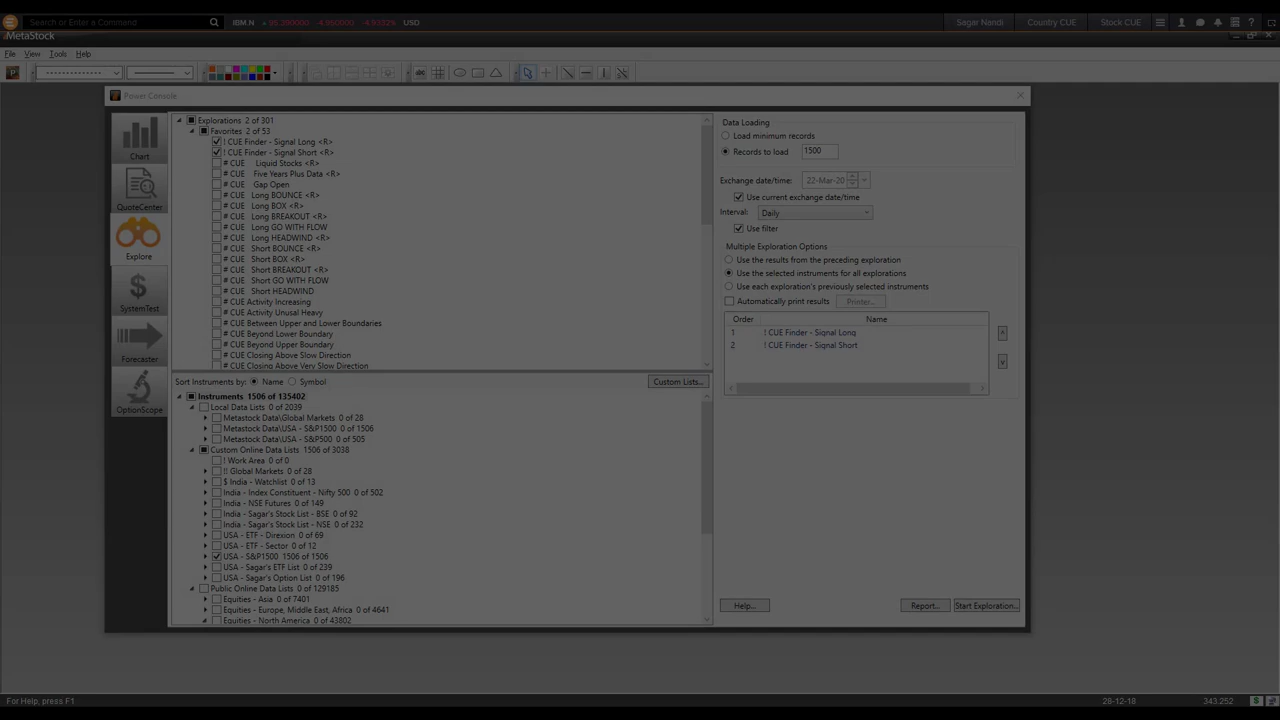 Search or Enter a Command
IBM.N
USD
Sagar Nandi
Country CUE
Stock CUE
MetaStock
File View Tools Help
Power Console
Chart
QuoteCenter
Explore
SystemTest
Forecaster
OptionScope
Explorations 2 of 301
Favorites 2 of 53
! CUE Finder - Signal Long <R>
! CUE Finder - Signal Short <R>
# CUE Liquid Stocks <R>
# CUE Five Years Plus Data <R>
# CUE Gap Open
# CUE Long BOUNCE <R>
# CUE Long BOX <R>
# CUE Long BREAKOUT <R>
# CUE Long GO WITH FLOW
# CUE Long HEADWIND <R>
# CUE Short BOUNCE <R>
# CUE Short BOX <R>
# CUE Short BREAKOUT <R>
# CUE Short GO WITH FLOW
# CUE Short HEADWIND
# CUE Activity Increasing
# CUE Activity Unusual Heavy
# CUE Between Upper and Lower Boundaries
# CUE Beyond Lower Boundary
# CUE Beyond Upper Boundary
# CUE Closing Above Slow Direction
# CUE Closing Above Very Slow Direction
Sort Instruments by: Name Symbol
Custom Lists...
Instruments 1506 of 135402
Local Data Lists 0 of 2039
Metastock Data\Global Markets 0 of 28
Metastock Data\USA - S&P1500 0 of 1506
Metastock Data\USA - S&P500 0 of 505
Custom Online Data Lists 1506 of 3038
! Work Area 0 of 0
!! Global Markets 0 of 28
$ India - Watchlist 0 of 13
India - Index Constituent - Nifty 500 0 of 502
India - NSE Futures 0 of 149
India - Sagar's Stock List - BSE 0 of 92
India - Sagar's Stock List - NSE 0 of 232
USA - ETF - Direxion 0 of 69
USA - ETF - Sector 0 of 12
USA - S&P1500 1506 of 1506
USA - Sagar's ETF List 0 of 239
USA - Sagar's Option List 0 of 196
Public Online Data Lists 0 of 129185
Equities - Asia 0 of 7401
Equities - Europe, Middle East, Africa 0 of 4641
Equities - North America 0 of 43802
Data Loading
Load minimum records
Records to load 1500
Exchange date/time: 22-Mar-20
Use current exchange date/time
Interval: Daily
Use filter
Multiple Exploration Options
Use the results from the preceding exploration
Use the selected instruments for all explorations
Use each exploration's previously selected instruments
Automatically print results Printer...
Order Name
1 ! CUE Finder - Signal Long
2 ! CUE Finder - Signal Short
Help...
Report...
Start Exploration...
For Help, press F1
28-12-18
343.252